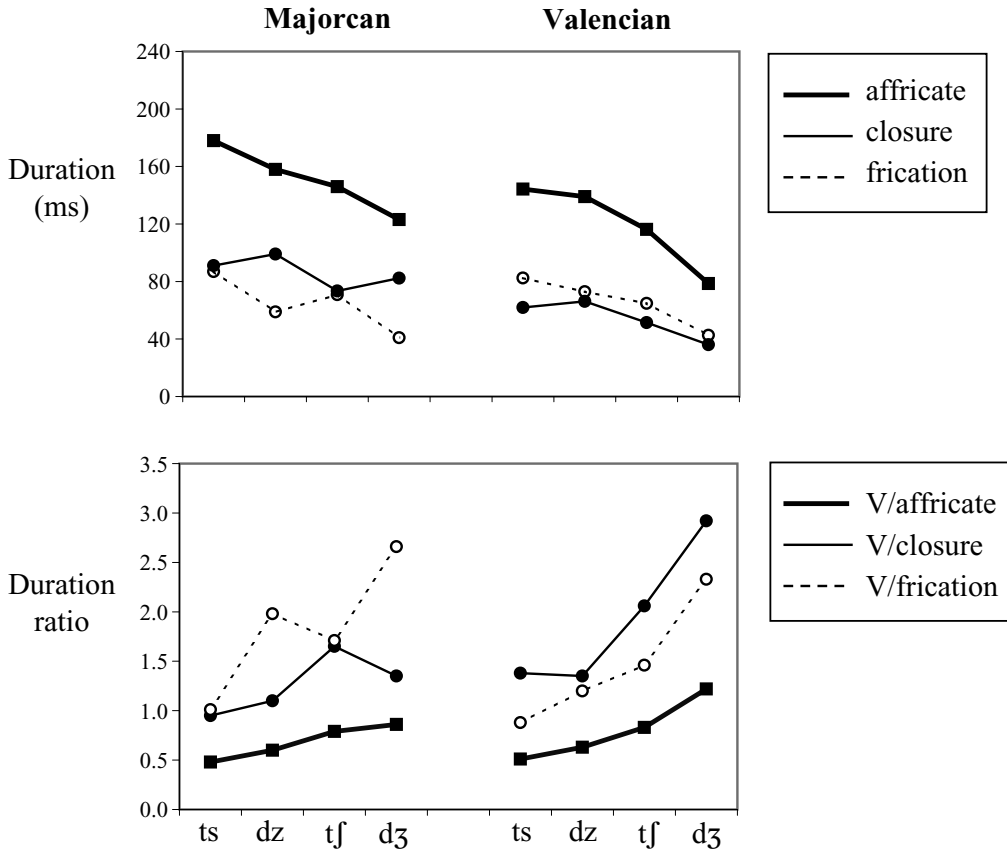 Majorcan Valencian
240
200
160
120
80
40
0
Duration
(ms)
affricate
closure
frication
3.5
3.0
2.5
2.0
1.5
1.0
0.5
0.0
Duration
ratio
V/affricate
V/closure
V/frication
ts dz tʃ dʒ ts dz tʃ dʒ